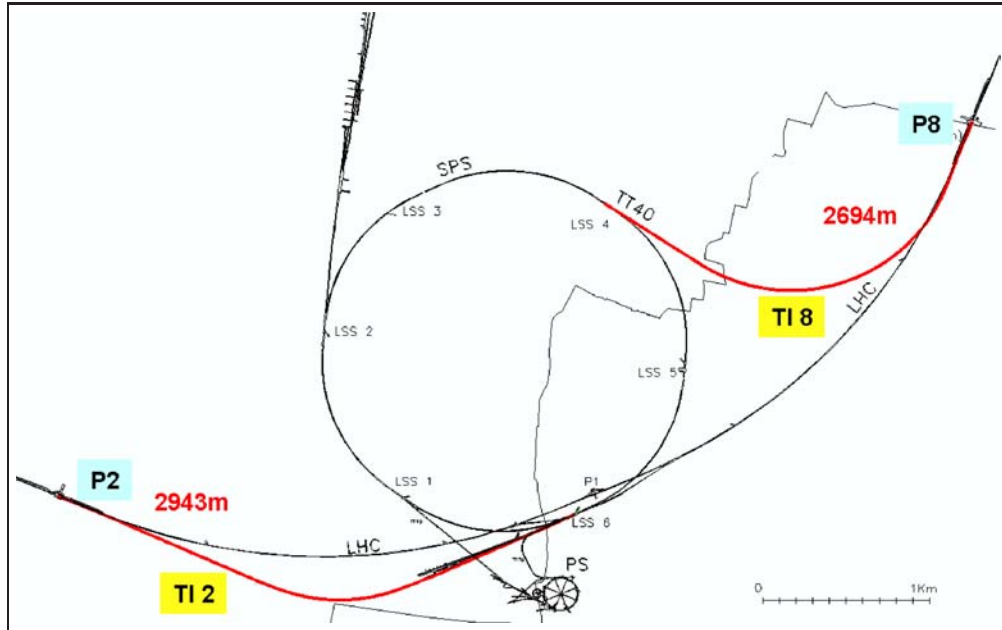 P8
SPS
LSS 3
TT40
LSS 4
2694m
LHC
TI 8
LSS 2
LSS 5
P2
2943m
LSS 1
P1
LSS 6
LHC
PS
TI 2
0
1Km